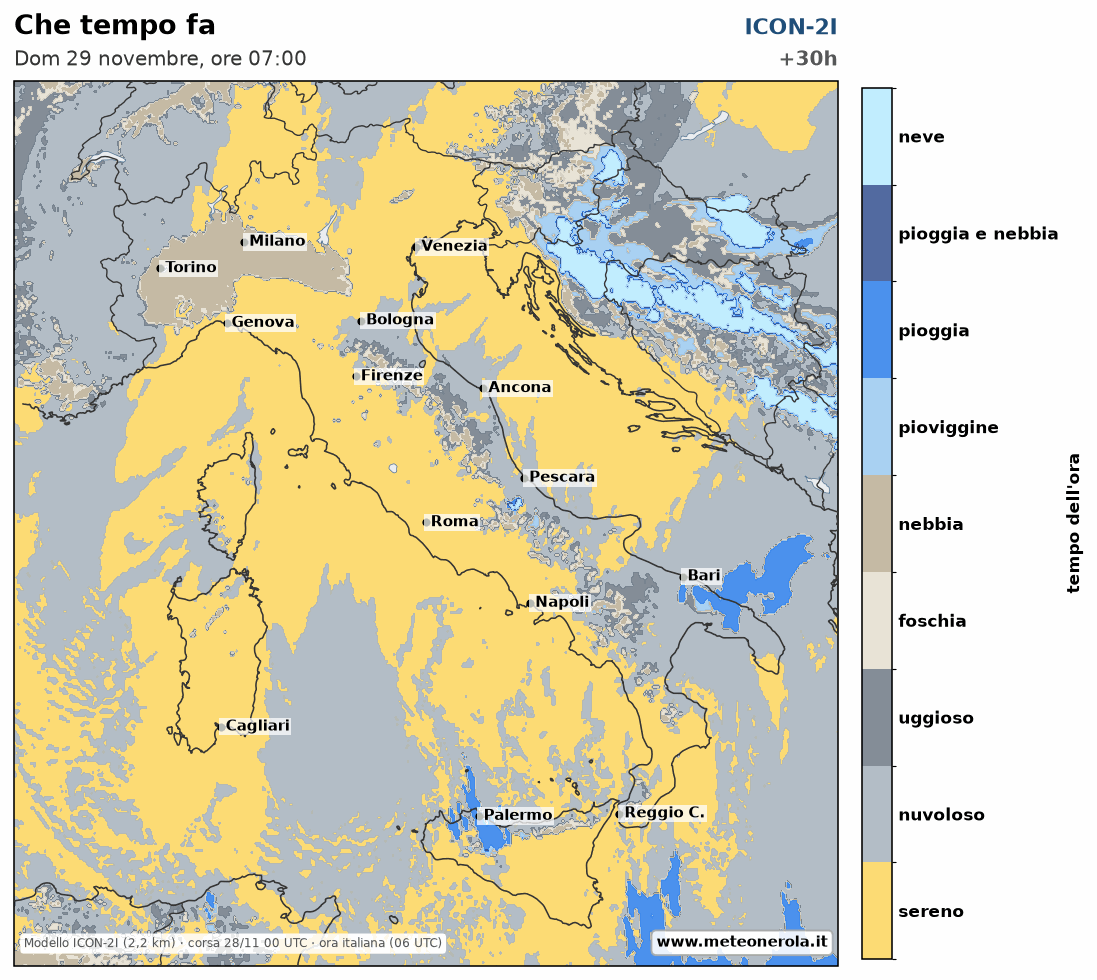 Che tempo fa
ICON-2I
Dom 29 novembre, ore 07:00
+30h
neve
pioggia e nebbia
pioggia
pioviggine
nebbia
foschia
uggioso
nuvoloso
sereno
tempo dell'ora
Milano
Venezia
Torino
Genova
Bologna
Firenze
Ancona
Pescara
Roma
Bari
Napoli
Cagliari
Palermo
Reggio C.
Modello ICON-2I (2,2 km) · corsa 28/11 00 UTC · ora italiana (06 UTC)
www.meteonerola.it